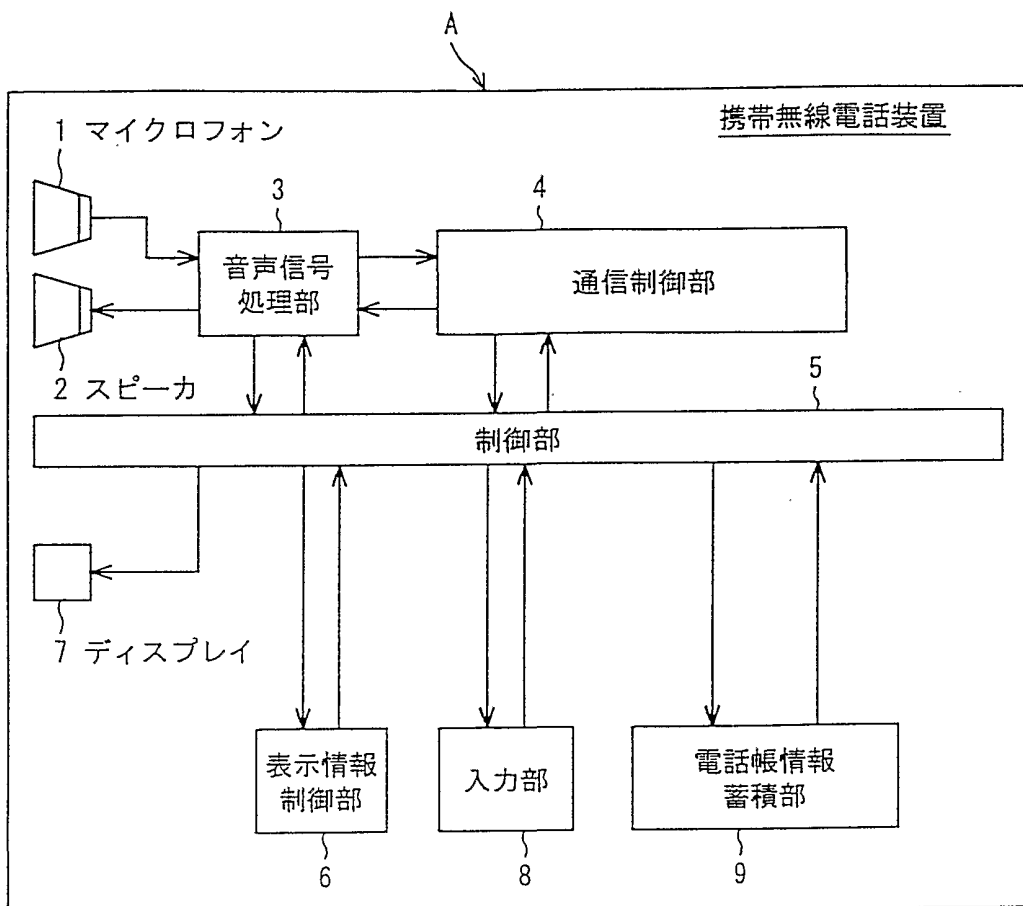 A
携帯無線電話装置
1 マイクロフォン
3
4
音声信号
処理部
通信制御部
2 スピーカ
5
制御部
7 ディスプレイ
表示情報
制御部
入力部
電話帳情報
蓄積部
6
8
9